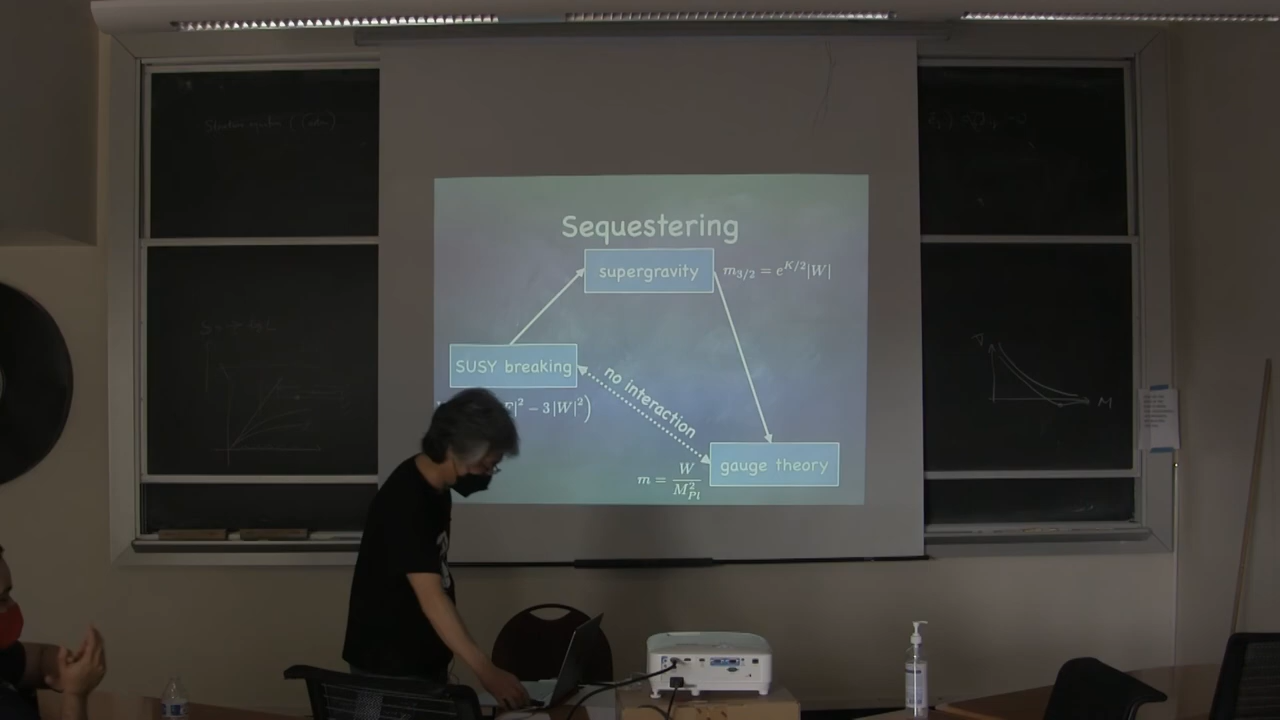 Sequestering
supergravity
m_{3/2} = e^{K/2}|W|
SUSY breaking
|^2 - 3|W|^2)
no interaction
gauge theory
m = \frac{W}{M_{Pl}^2}
M